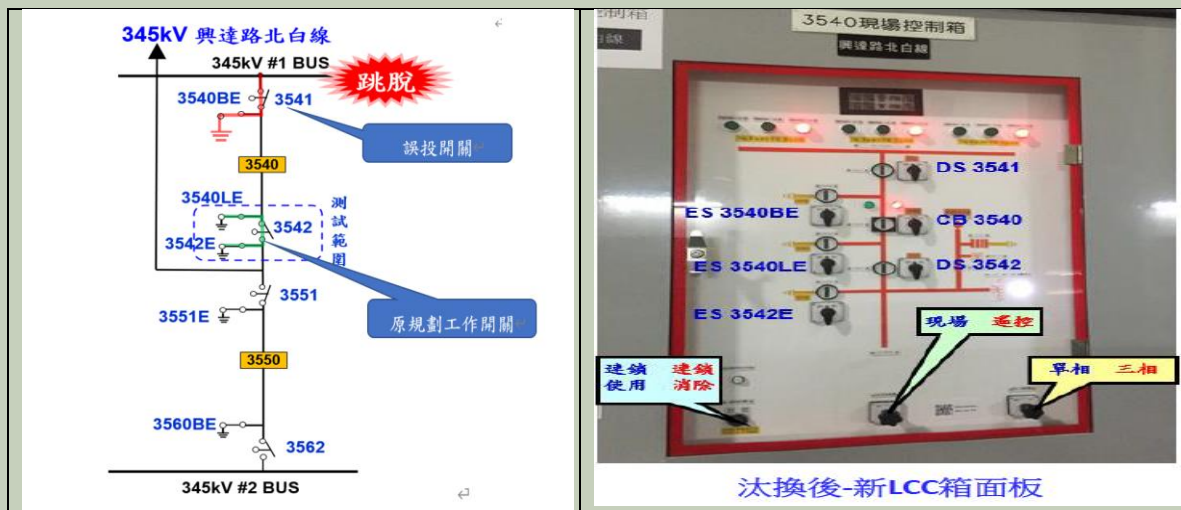 345kV 興達路北白線
345kV #1 BUS
跳脫
3540BE
3541
誤投開關
3540
3540LE
3542
3542E
測試範圍
3551
3551E
原規劃工作開關
3550
3560BE
3562
345kV #2 BUS
3540現場控制箱
興達路北白線
DS 3541
ES 3540BE
CB 3540
ES 3540LE
DS 3542
ES 3542E
現場 遙控
連鎖 連鎖
使用 消除
單相 三相
汰換後-新LCC箱面板